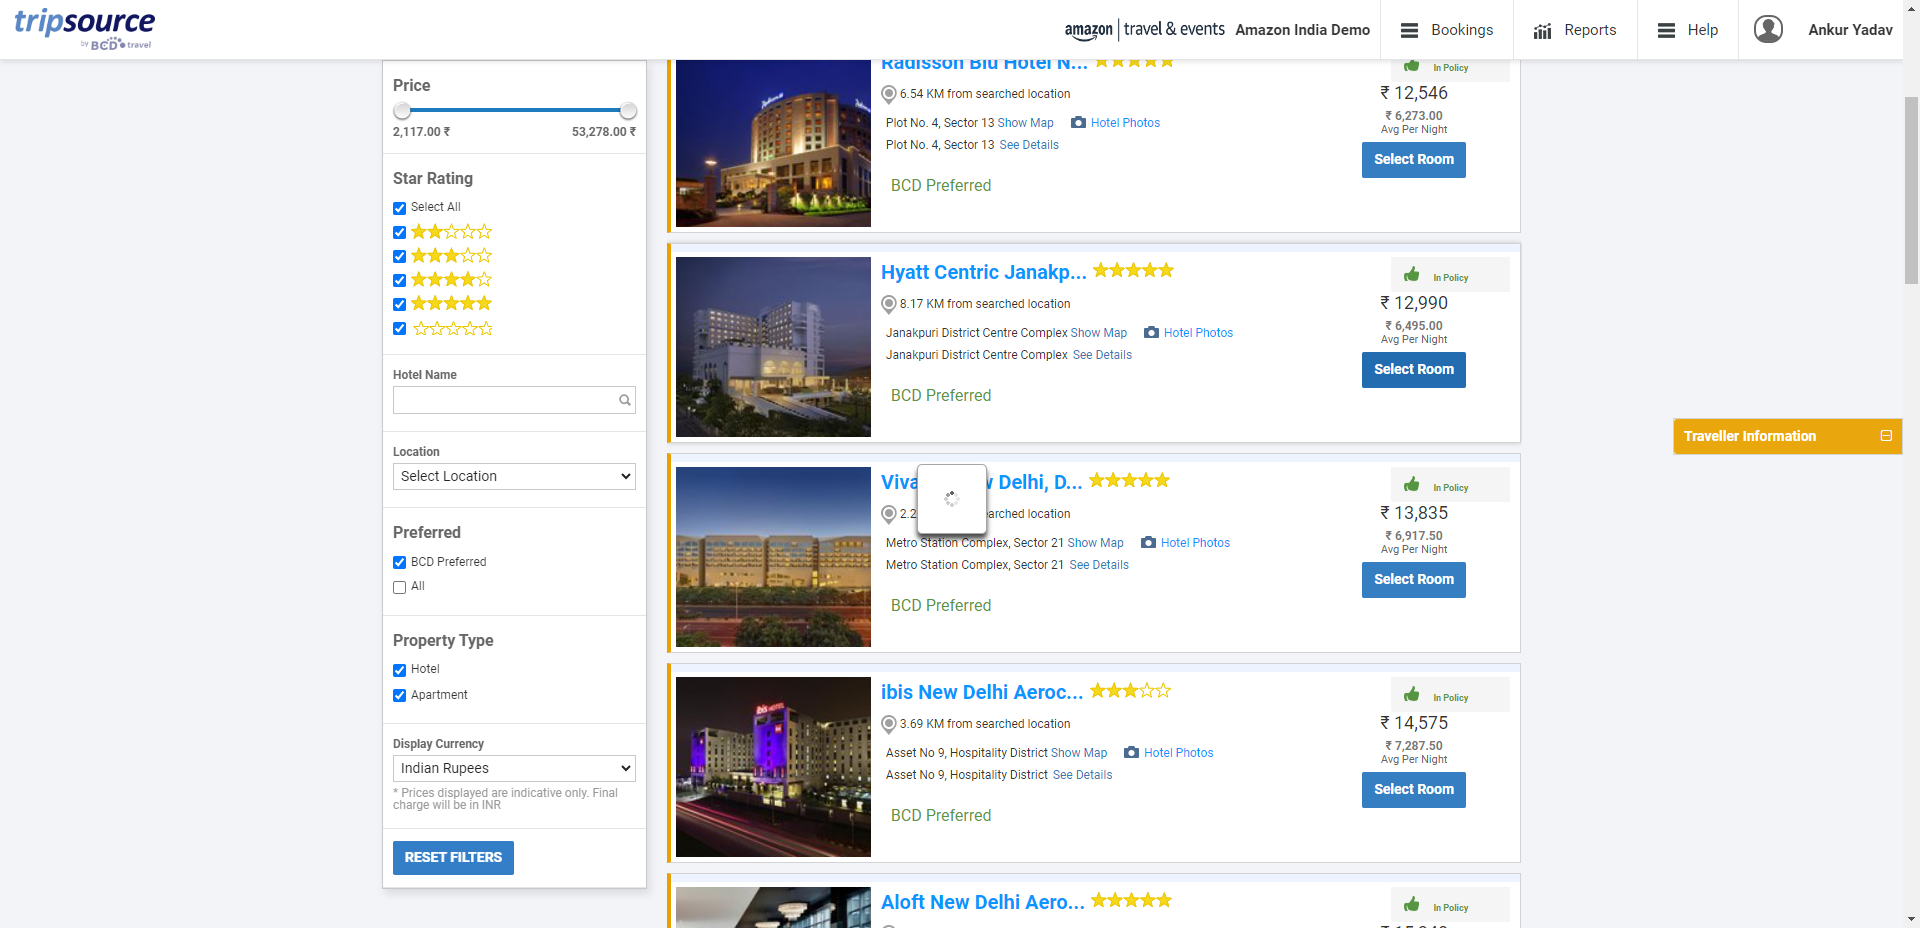 tripsource
by BCD travel
amazon | travel & events
Amazon India Demo
Bookings
Reports
Help
Ankur Yadav
Price
2,117.00 ₹
53,278.00 ₹
Star Rating
Select All
Hotel Name
Location
Select Location
Preferred
BCD Preferred
All
Property Type
Hotel
Apartment
Display Currency
Indian Rupees
* Prices displayed are indicative only. Final
charge will be in INR
RESET FILTERS
Radisson Blu Hotel N...
6.54 KM from searched location
Plot No. 4, Sector 13 Show Map Hotel Photos
Plot No. 4, Sector 13 See Details
BCD Preferred
In Policy
₹ 12,546
₹ 6,273.00
Avg Per Night
Select Room
Hyatt Centric Janakp...
8.17 KM from searched location
Janakpuri District Centre Complex Show Map Hotel Photos
Janakpuri District Centre Complex See Details
BCD Preferred
In Policy
₹ 12,990
₹ 6,495.00
Avg Per Night
Select Room
Delhi, D...
location
Metro Station Complex, Sector 21 Show Map Hotel Photos
Metro Station Complex, Sector 21 See Details
BCD Preferred
In Policy
₹ 13,835
₹ 6,917.50
Avg Per Night
Select Room
ibis New Delhi Aeroc...
3.69 KM from searched location
Asset No 9, Hospitality District Show Map Hotel Photos
Asset No 9, Hospitality District See Details
BCD Preferred
In Policy
₹ 14,575
₹ 7,287.50
Avg Per Night
Select Room
Aloft New Delhi Aero...
In Policy
Traveller Information